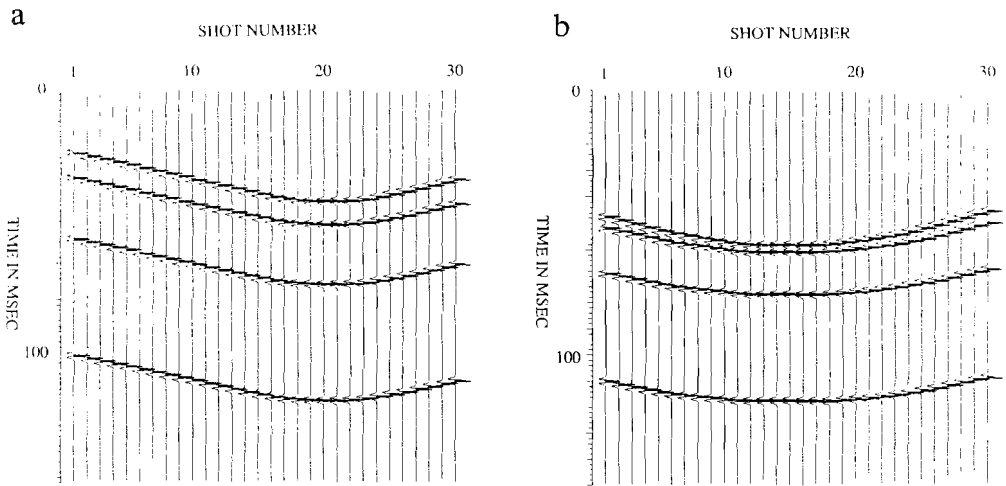 a
SHOT NUMBER
1 10 20 30
0
100
TIME IN MSEC
b
SHOT NUMBER
1 10 20 30
0
100
TIME IN MSEC